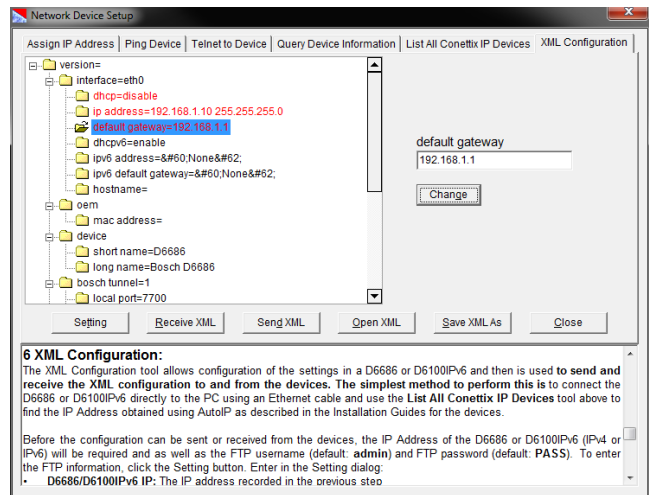 Network Device Setup
Assign IP Address | Ping Device | Telnet to Device | Query Device Information | List All Conettix IP Devices | XML Configuration
version=
interface=eth0
dhcp=disable
ip address=192.168.1.10 255.255.255.0
default gateway=192.168.1.1
dhcpv6=enable
ipv6 address=&#60;None&#62;
ipv6 default gateway=&#60;None&#62;
hostname=
oem
mac address=
device
short name=D6686
long name=Bosch D6686
bosch tunnel=1
local port=7700
default gateway
192.168.1.1
Change
Setting Receive XML Send XML Open XML Save XML As Close
6 XML Configuration:
The XML Configuration tool allows configuration of the settings in a D6686 or D6100IPv6 and then is used to send and
receive the XML configuration to and from the devices. The simplest method to perform this is to connect the
D6686 or D6100IPv6 directly to the PC using an Ethernet cable and use the List All Conettix IP Devices tool above to
find the IP Address obtained using AutoIP as described in the Installation Guides for the devices.
Before the configuration can be sent or received from the devices, the IP Address of the D6686 or D6100IPv6 (IPv4 or
IPv6) will be required and as well as the FTP username (default: admin) and FTP password (default: PASS). To enter
the FTP information, click the Setting button. Enter in the Setting dialog:
• D6686/D6100IPv6 IP: The IP address recorded in the previous step